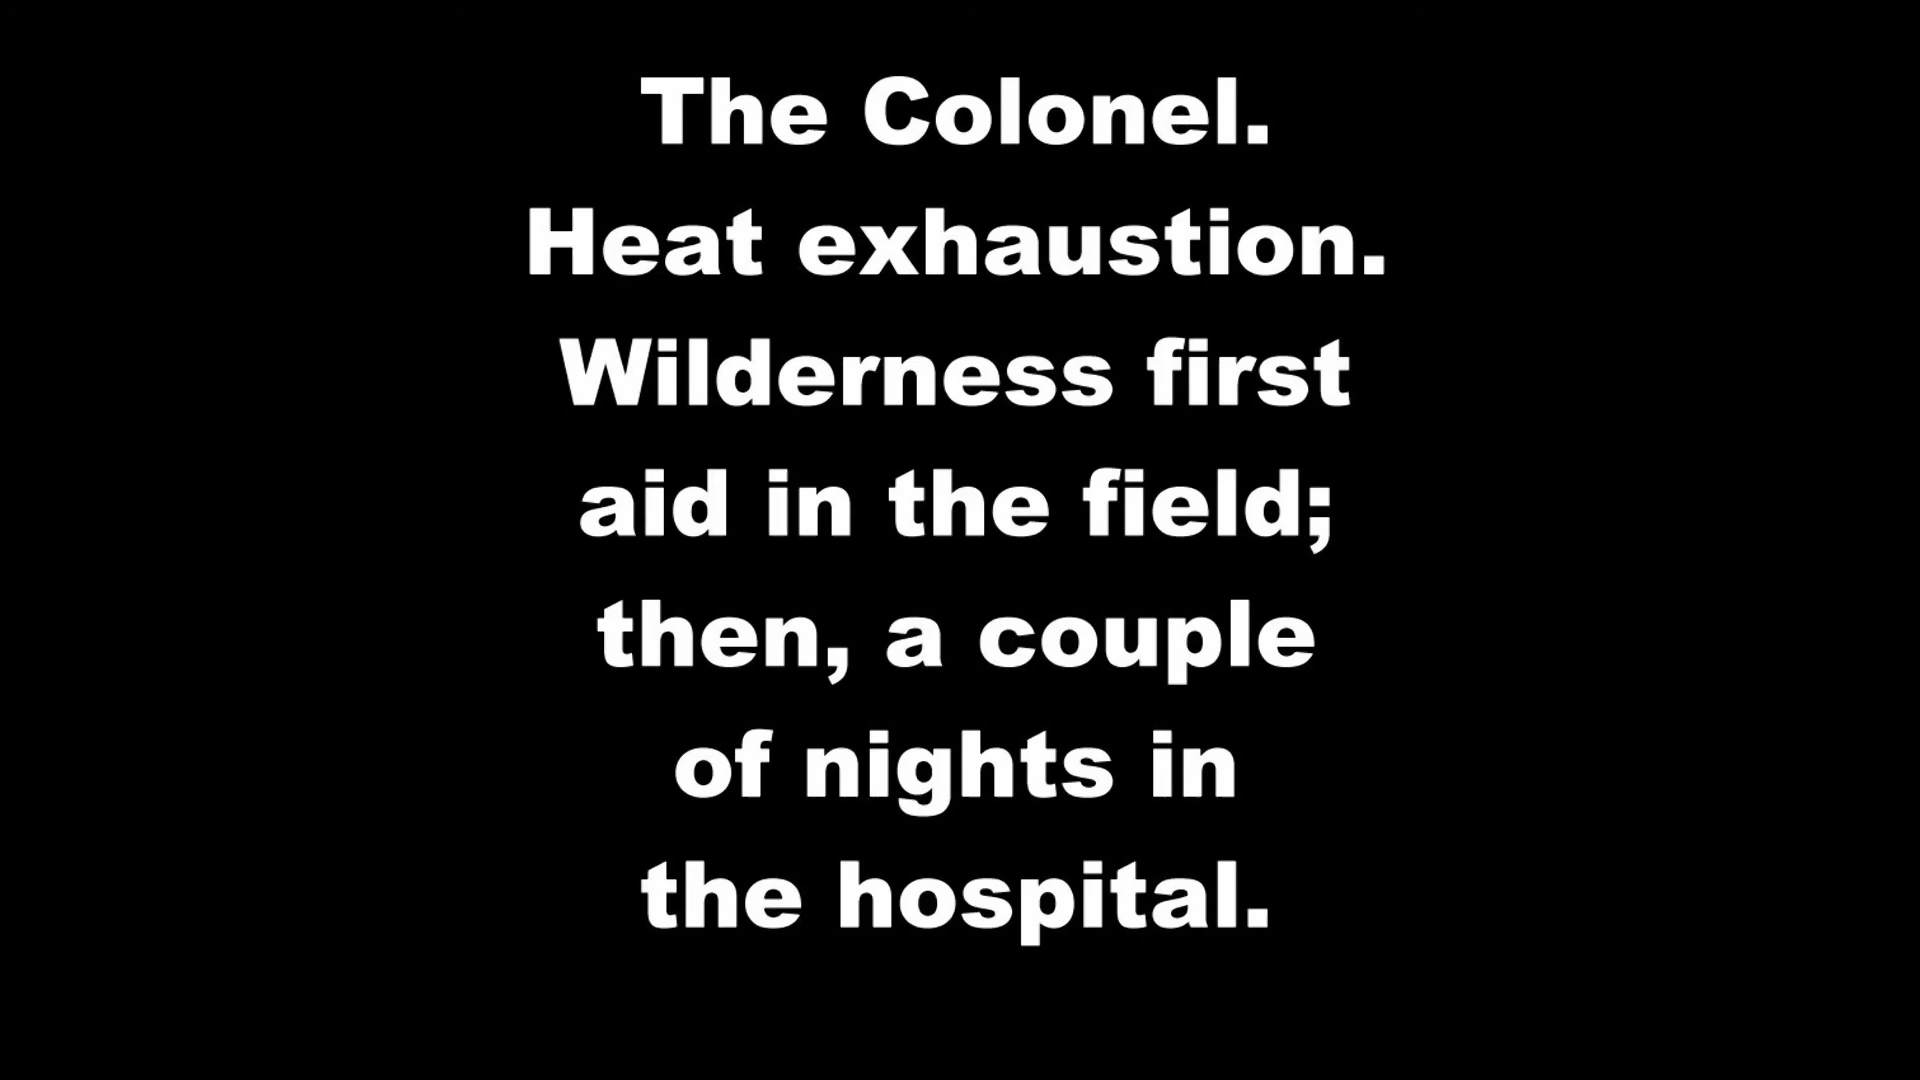 The Colonel.
Heat exhaustion.
Wilderness first
aid in the field;
then, a couple
of nights in
the hospital.